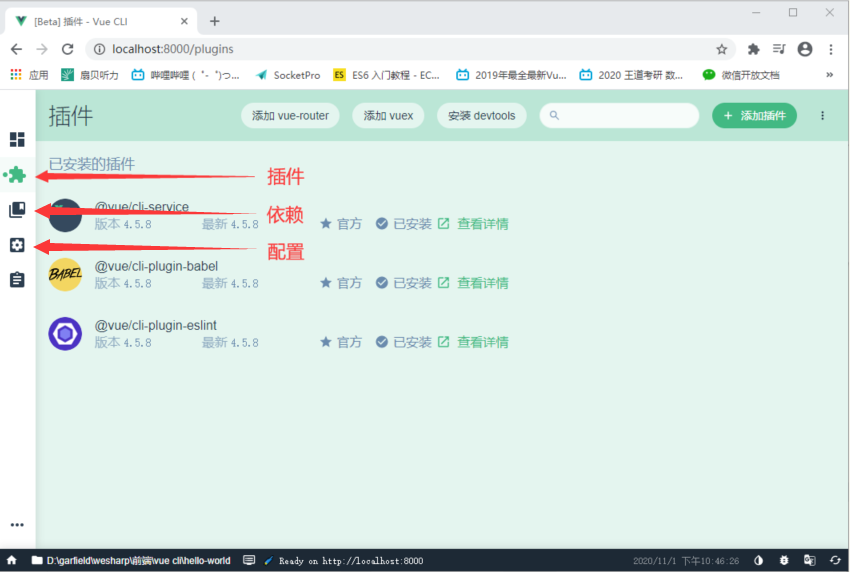 [Beta] 插件 - Vue CLI
localhost:8000/plugins
应用 扇贝听力 哔哩哔哩 ( ゜- ゜)つ... SocketPro ES ES6 入门教程 - EC... 2019年最全最新Vu... 2020 王道考研 数... 微信开放文档 »
插件 添加 vue-router 添加 vuex 安装 devtools + 添加插件
已安装的插件
插件
@vue/cli-service
依赖
版本 4.5.8 最新 4.5.8 官方 已安装 查看详情
配置
@vue/cli-plugin-babel
BABEL 版本 4.5.8 最新 4.5.8 官方 已安装 查看详情
@vue/cli-plugin-eslint
版本 4.5.8 最新 4.5.8 官方 已安装 查看详情
D:\garfield\wesharp\前端\vue cli\hello-world Ready on http://localhost:8000 2020/11/1 下午10:46:26